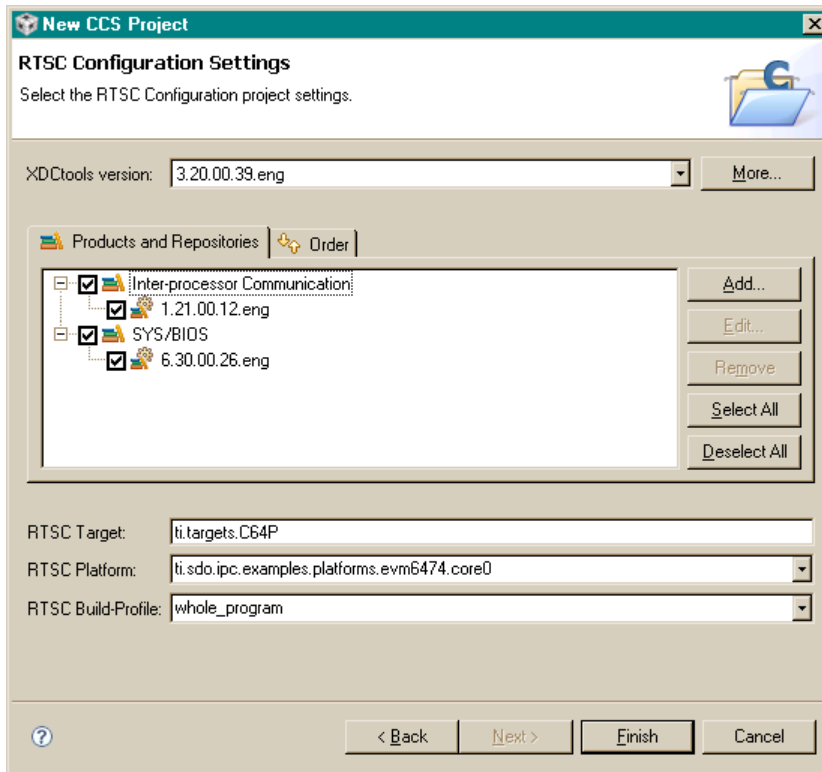 New CCS Project
RTSC Configuration Settings
Select the RTSC Configuration project settings.
XDCtools version: 3.20.00.39.eng More...
Products and Repositories Order
Inter-processor Communication Add...
1.21.00.12.eng
SYS/BIOS Edit...
6.30.00.26.eng Remove
Select All
Deselect All
RTSC Target: ti.targets.C64P
RTSC Platform: ti.sdo.ipc.examples.platforms.evm6474.core0
RTSC Build-Profile: whole_program
? < Back Next > Finish Cancel